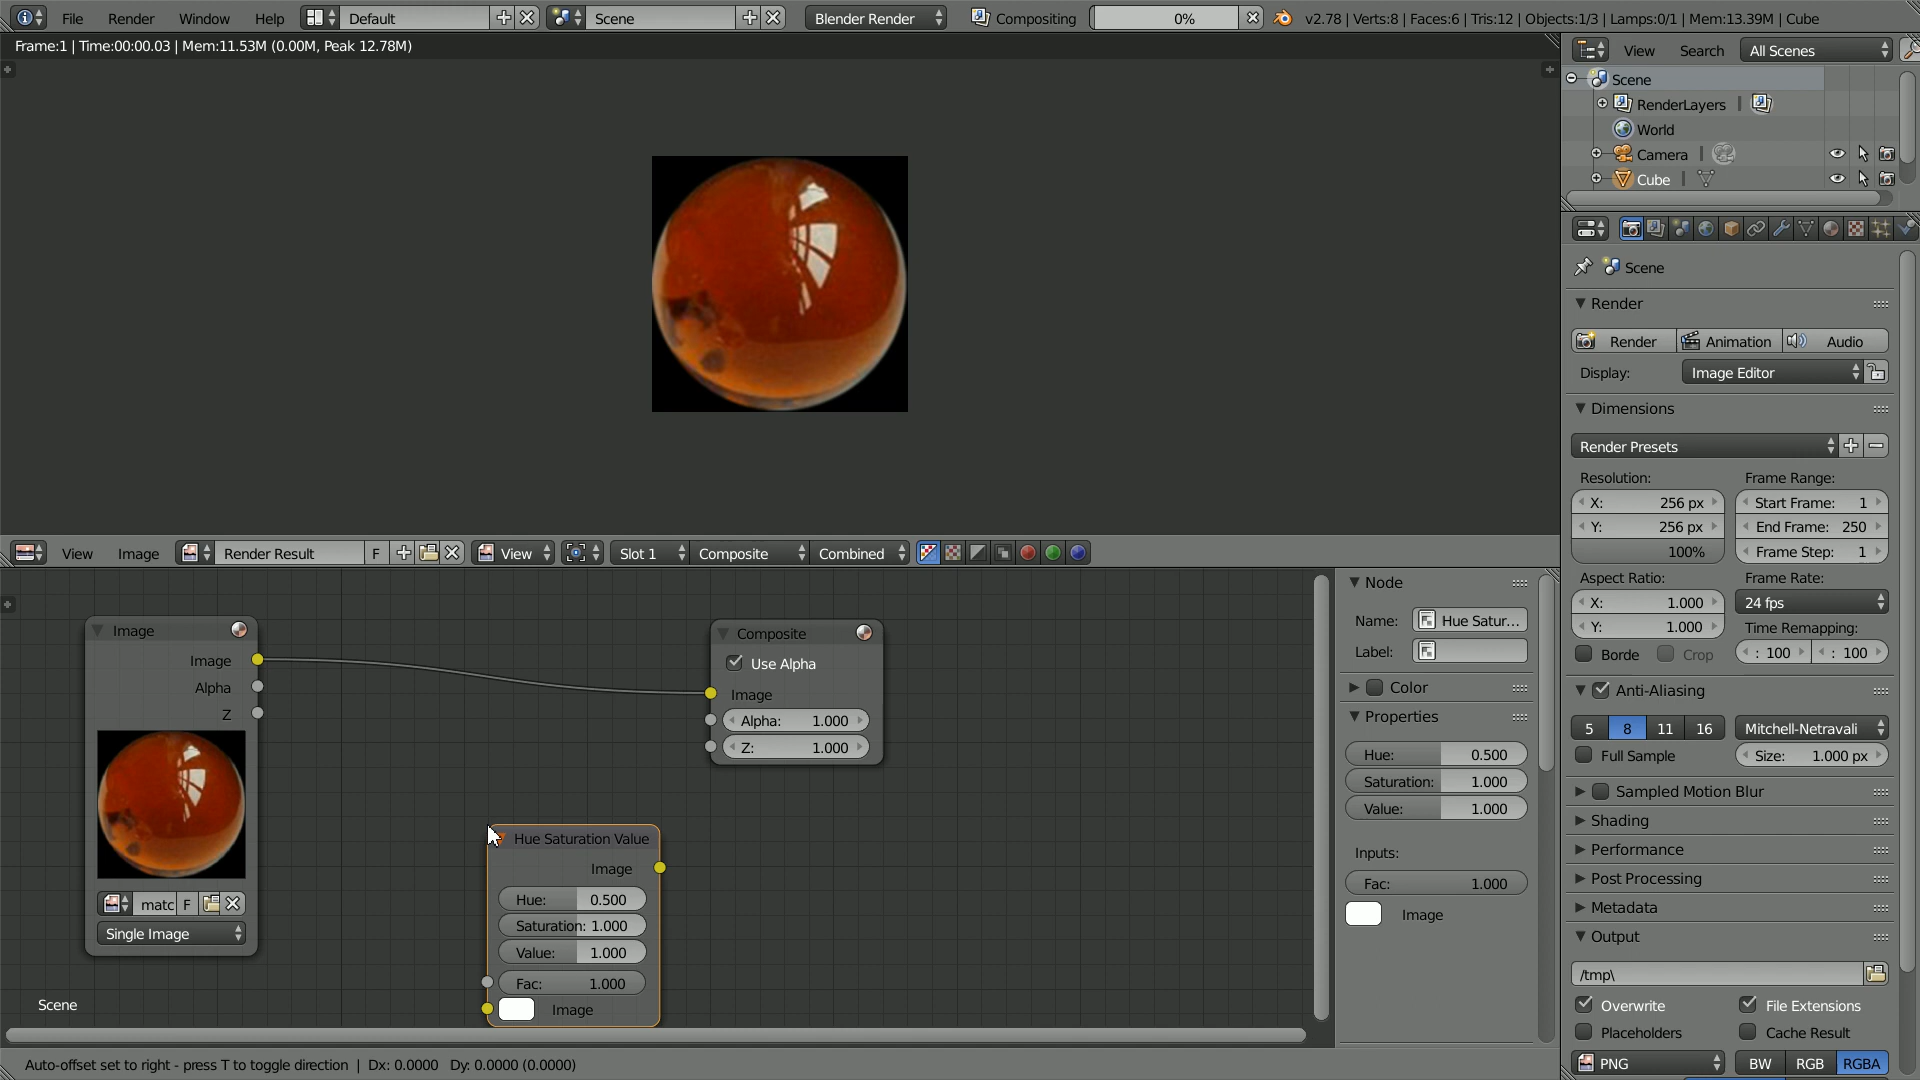 File Render Window Help Default Scene Blender Render Compositing 0% v2.78 | Verts:8 | Faces:6 | Tris:12 | Objects:1/3 | Lamps:0/1 | Mem:13.39M | Cube
Frame:1 | Time:00:00.03 | Mem:11.53M (0.00M, Peak 12.78M)
View Search All Scenes
Scene
RenderLayers
World
Camera
Cube
Scene
Render
Render Animation Audio
Display: Image Editor
Dimensions
Render Presets
Resolution: Frame Range:
X: 256 px Start Frame: 1
Y: 256 px End Frame: 250
100% Frame Step: 1
Aspect Ratio: Frame Rate:
X: 1.000 24 fps
Y: 1.000 Time Remapping:
Borde Crop : 100 : 100
Anti-Aliasing
5 8 11 16 Mitchell-Netravali
Full Sample Size: 1.000 px
Sampled Motion Blur
Shading
Performance
Post Processing
Metadata
Output
/tmp\
Overwrite File Extensions
Placeholders Cache Result
PNG BW RGB RGBA
View Image Render Result F View Slot 1 Composite Combined
Image
Image
Alpha
Z
matc F
Single Image
Composite
Use Alpha
Image
Alpha: 1.000
Z: 1.000
Hue Saturation Value
Image
Hue: 0.500
Saturation: 1.000
Value: 1.000
Fac: 1.000
Image
Scene
Node
Name: Hue Satur...
Label:
Color
Properties
Hue: 0.500
Saturation: 1.000
Value: 1.000
Inputs:
Fac: 1.000
Image
Auto-offset set to right - press T to toggle direction | Dx: 0.0000 Dy: 0.0000 (0.0000)